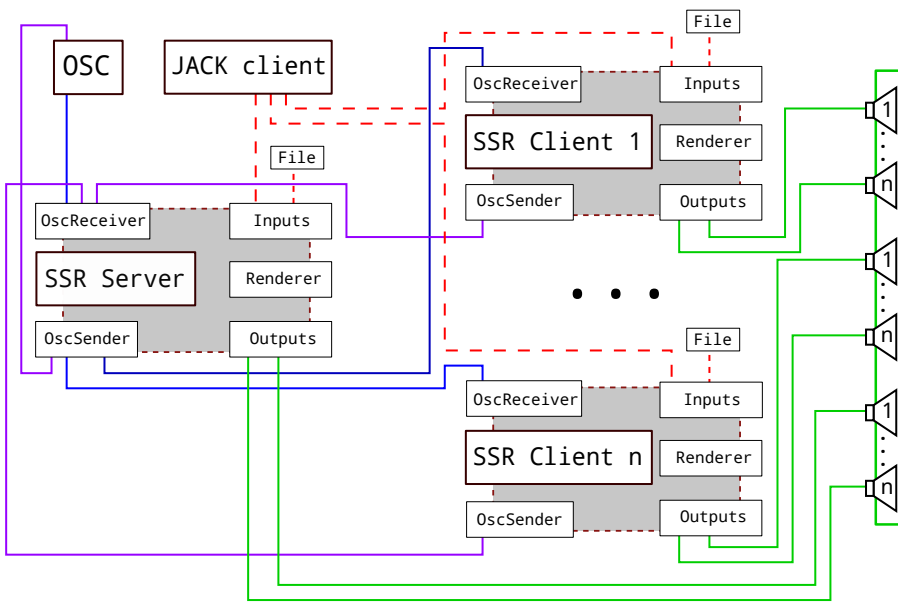 File
OSC
JACK client
OscReceiver
Inputs
SSR Client 1
Renderer
OscSender
Outputs
1
n
File
OscReceiver
Inputs
SSR Server
Renderer
OscSender
Outputs
1
n
File
OscReceiver
Inputs
SSR Client n
Renderer
OscSender
Outputs
1
n